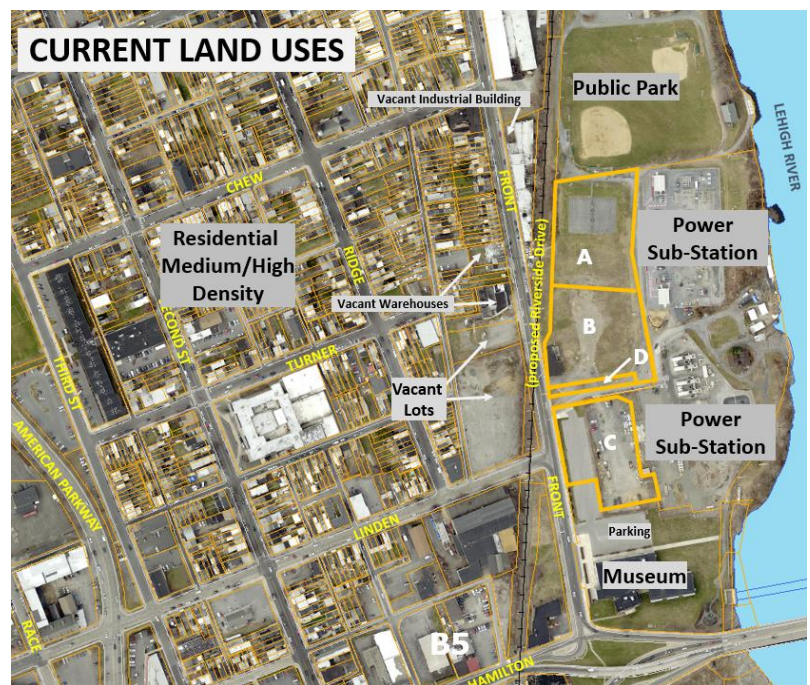 CURRENT LAND USES
Public Park
Vacant Industrial Building
LEHIGH RIVER
CHEW
FRONT
Power
Sub-Station
Residential
Medium/High
Density
RIDGE
(proposed Riverside Drive)
A
Vacant Warehouses
SECOND ST
B
D
TURNER
THIRD ST
Vacant
Lots
Power
Sub-Station
AMERICAN PARKWAY
C
FRONT
LINDEN
Parking
Museum
RACE
B5
HAMILTON